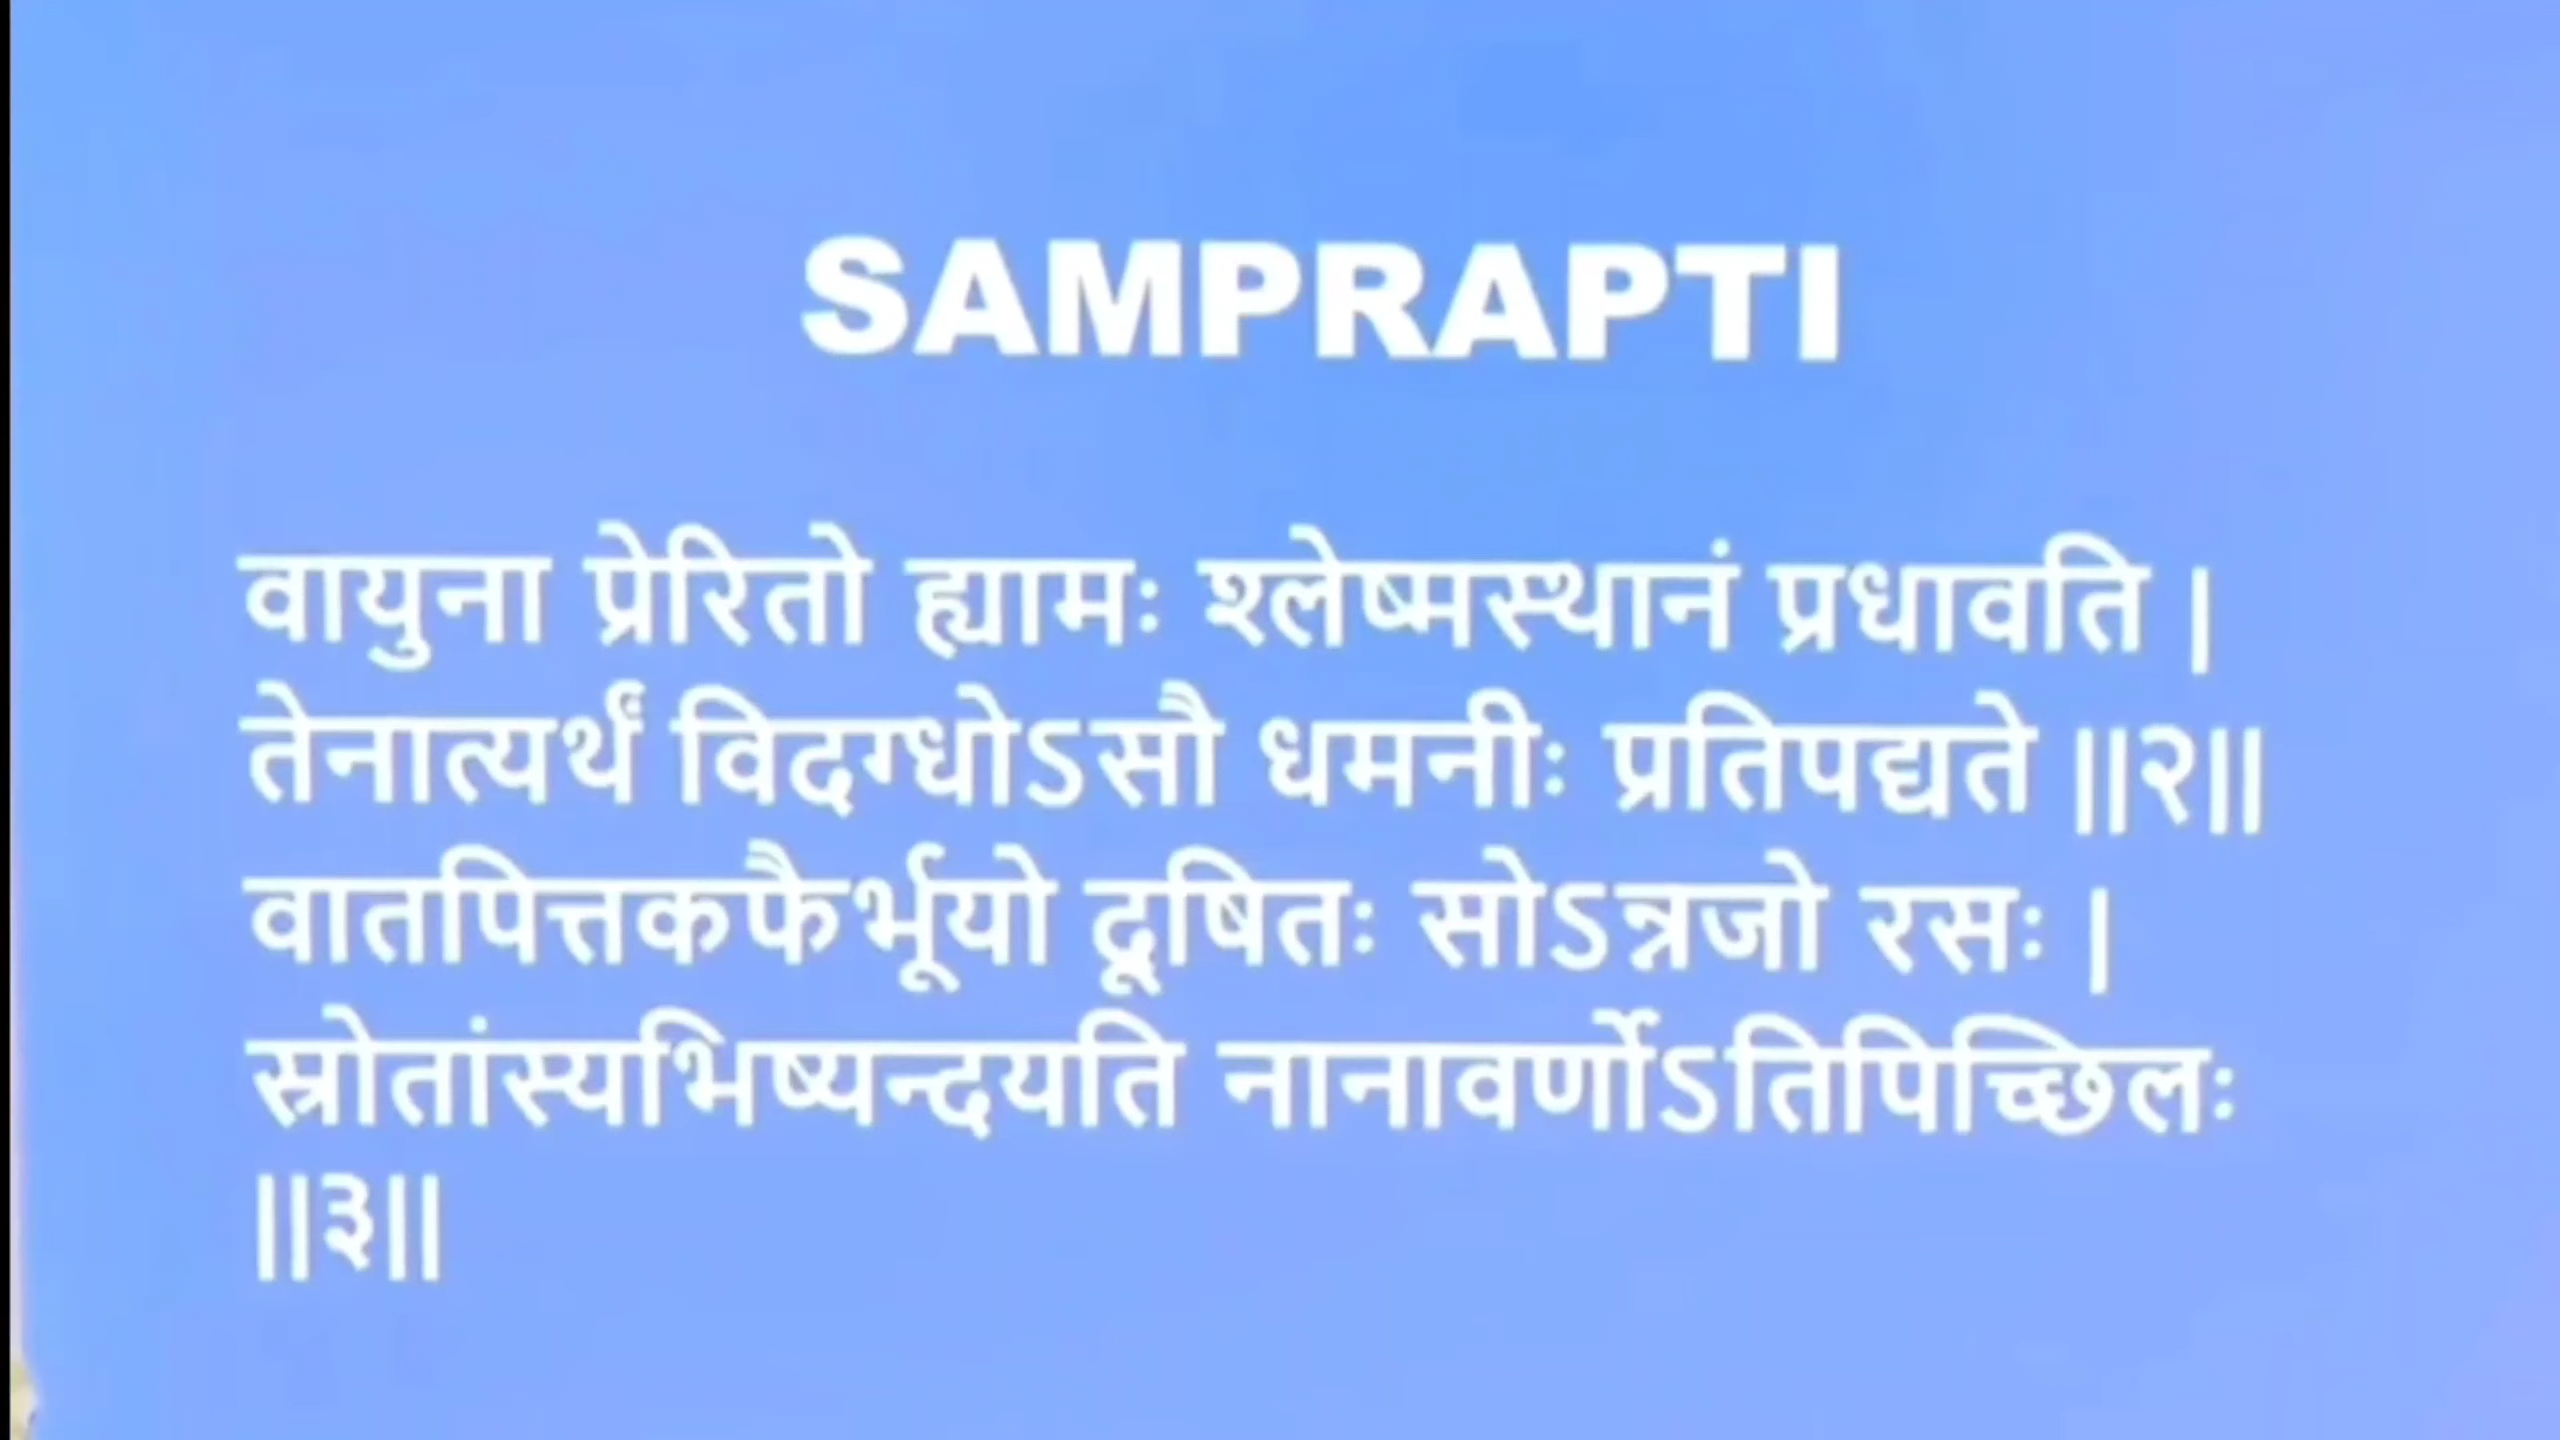 SAMPRAPTI
वायुना प्रेरितो ह्यामः श्लेष्मस्थानं प्रधावति |
तेनात्यर्थं विदग्धोऽसौ धमनीः प्रतिपद्यते ||२||
वातपित्तकफैर्भूयो दूषितः सोऽन्नजो रसः |
स्रोतांस्यभिष्यन्दयति नानावर्णोऽतिपिच्छिलः
||३||